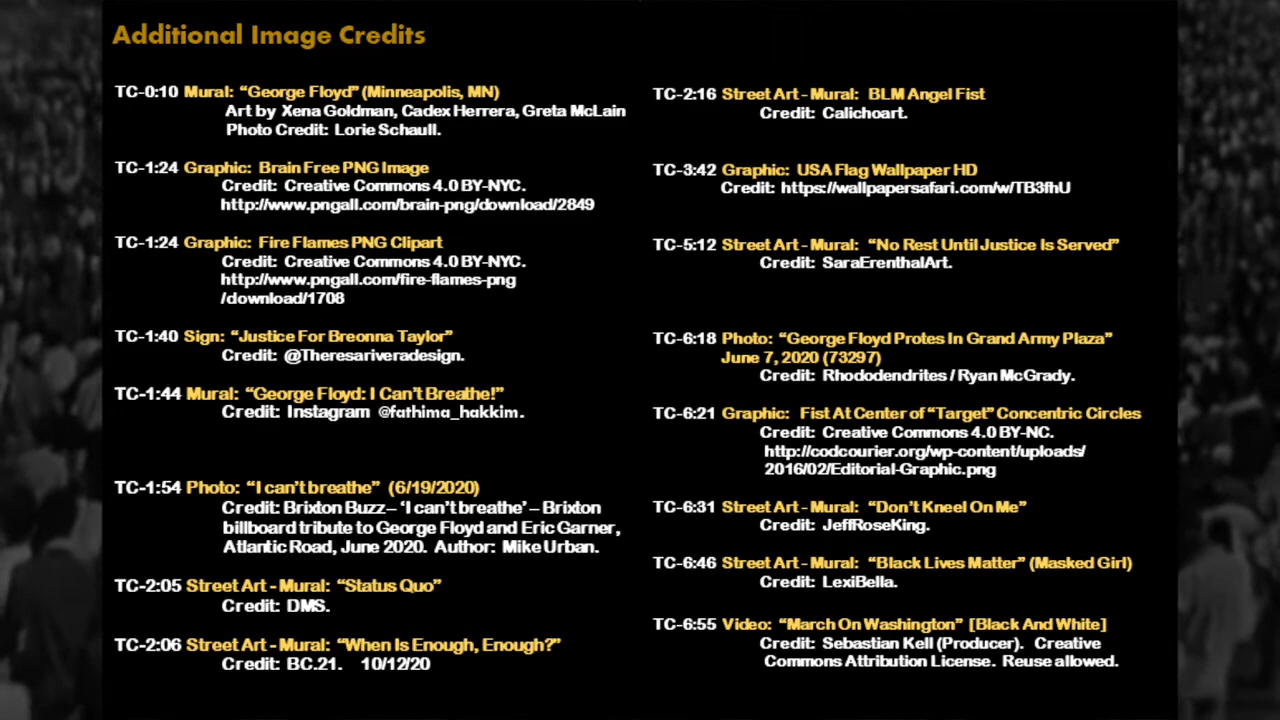 Additional Image Credits
TC-0:10 Mural: “George Floyd” (Minneapolis, MN)
Art by Xena Goldman, Cadex Herrera, Greta McLain
Photo Credit: Lorie Schaull.
TC-1:24 Graphic: Brain Free PNG Image
Credit: Creative Commons 4.0 BY-NYC.
http://www.pngall.com/brain-png/download/2849
TC-1:24 Graphic: Fire Flames PNG Clipart
Credit: Creative Commons 4.0 BY-NYC.
http://www.pngall.com/fire-flames-png
/download/1708
TC-1:40 Sign: “Justice For Breonna Taylor”
Credit: @Theresariveradesign.
TC-1:44 Mural: “George Floyd: I Can’t Breathe!”
Credit: Instagram @fathima_hakkim.
TC-1:54 Photo: “I can’t breathe” (6/19/2020)
Credit: Brixton Buzz– ‘I can’t breathe’ – Brixton
billboard tribute to George Floyd and Eric Garner,
Atlantic Road, June 2020. Author: Mike Urban.
TC-2:05 Street Art - Mural: “Status Quo”
Credit: DMS.
TC-2:06 Street Art - Mural: “When Is Enough, Enough?”
Credit: BC.21. 10/12/20
TC-2:16 Street Art - Mural: BLM Angel Fist
Credit: Calichoart.
TC-3:42 Graphic: USA Flag Wallpaper HD
Credit: https://wallpapersafari.com/w/TB3fhU
TC-5:12 Street Art - Mural: “No Rest Until Justice Is Served”
Credit: SaraErenthalArt.
TC-6:18 Photo: “George Floyd Protes In Grand Army Plaza”
June 7, 2020 (73297)
Credit: Rhododendrites / Ryan McGrady.
TC-6:21 Graphic: Fist At Center of “Target” Concentric Circles
Credit: Creative Commons 4.0 BY-NC.
http://codcourier.org/wp-content/uploads/
2016/02/Editorial-Graphic.png
TC-6:31 Street Art - Mural: “Don’t Kneel On Me”
Credit: JeffRoseKing.
TC-6:46 Street Art - Mural: “Black Lives Matter” (Masked Girl)
Credit: LexiBella.
TC-6:55 Video: “March On Washington” [Black And White]
Credit: Sebastian Kell (Producer). Creative
Commons Attribution License. Reuse allowed.